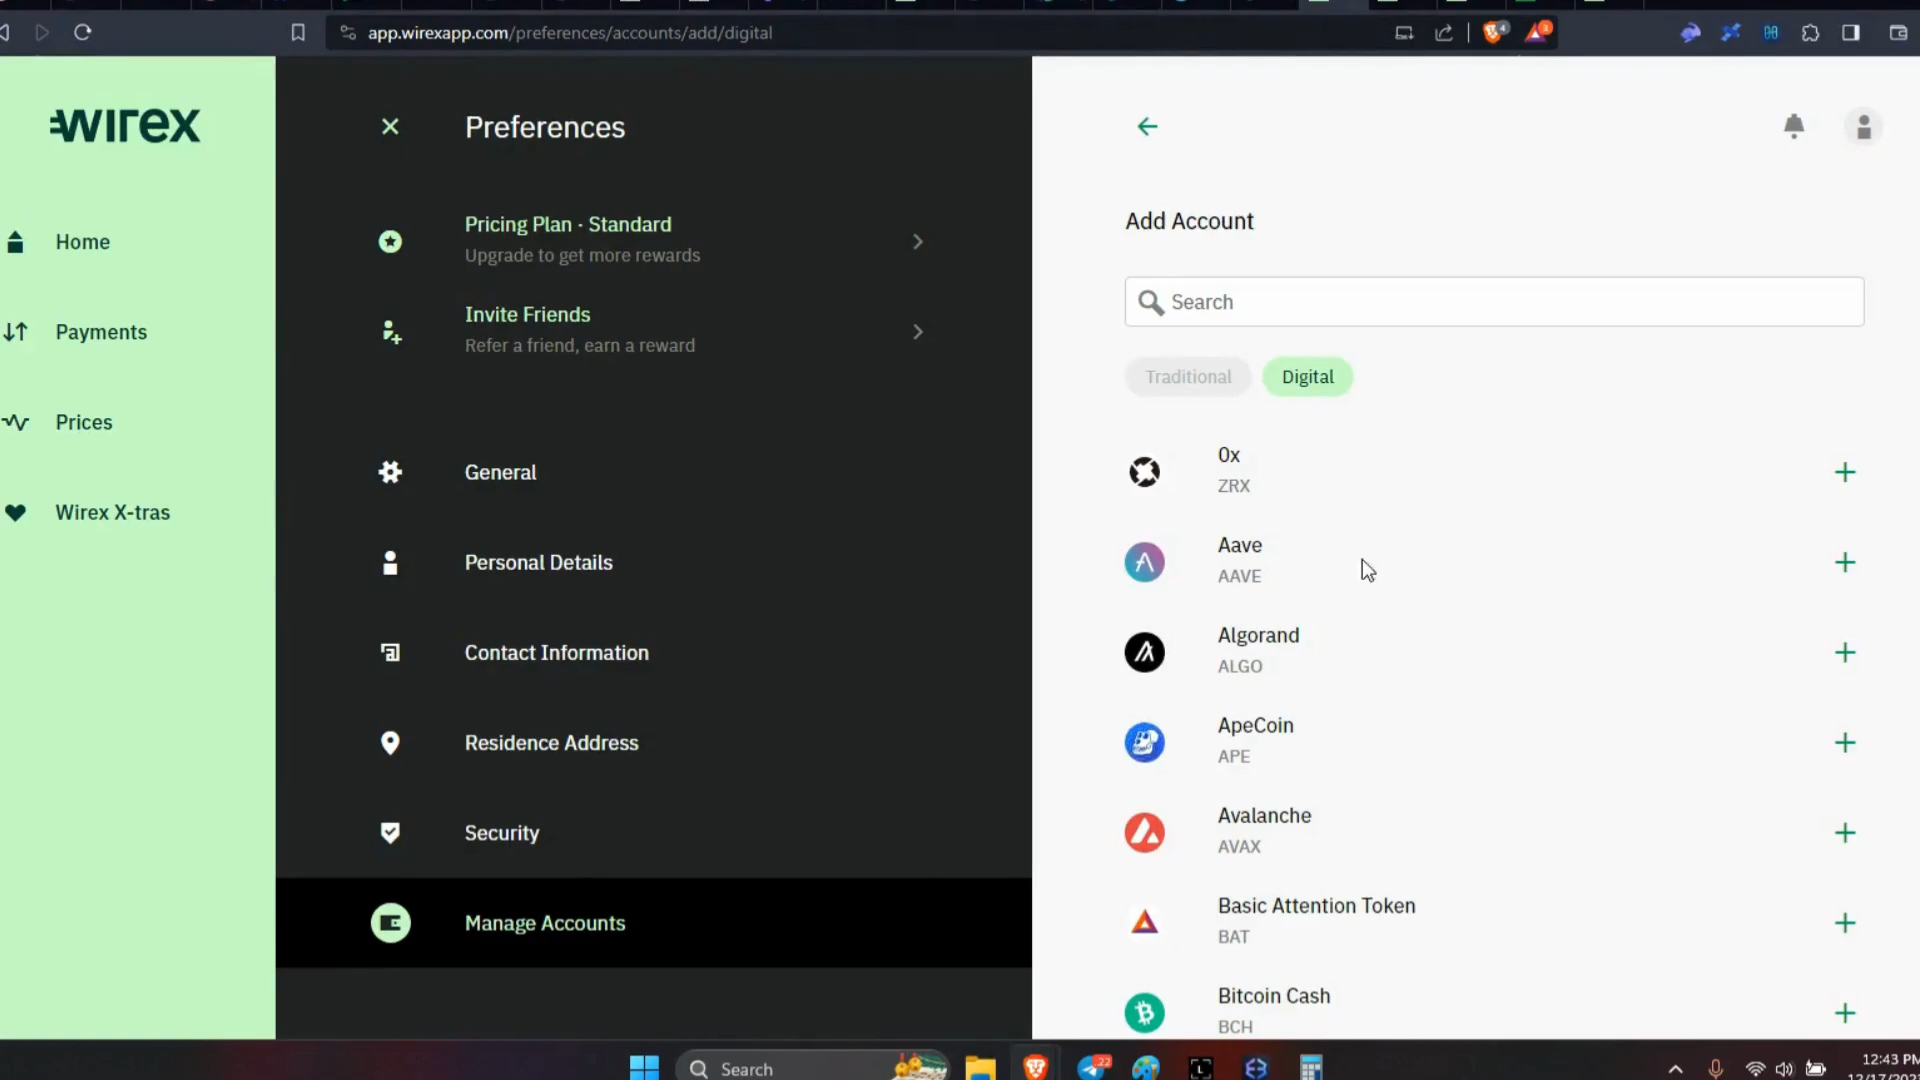 app.wirexapp.com/preferences/accounts/add/digital
4
3
wirex
Home
Payments
Prices
Wirex X-tras
Preferences
Pricing Plan · Standard
Upgrade to get more rewards
Invite Friends
Refer a friend, earn a reward
General
Personal Details
Contact Information
Residence Address
Security
Manage Accounts
Add Account
Search
Traditional
Digital
0x
ZRX
Aave
AAVE
Algorand
ALGO
ApeCoin
APE
Avalanche
AVAX
Basic Attention Token
BAT
Bitcoin Cash
BCH
Search
22
12:43 PM